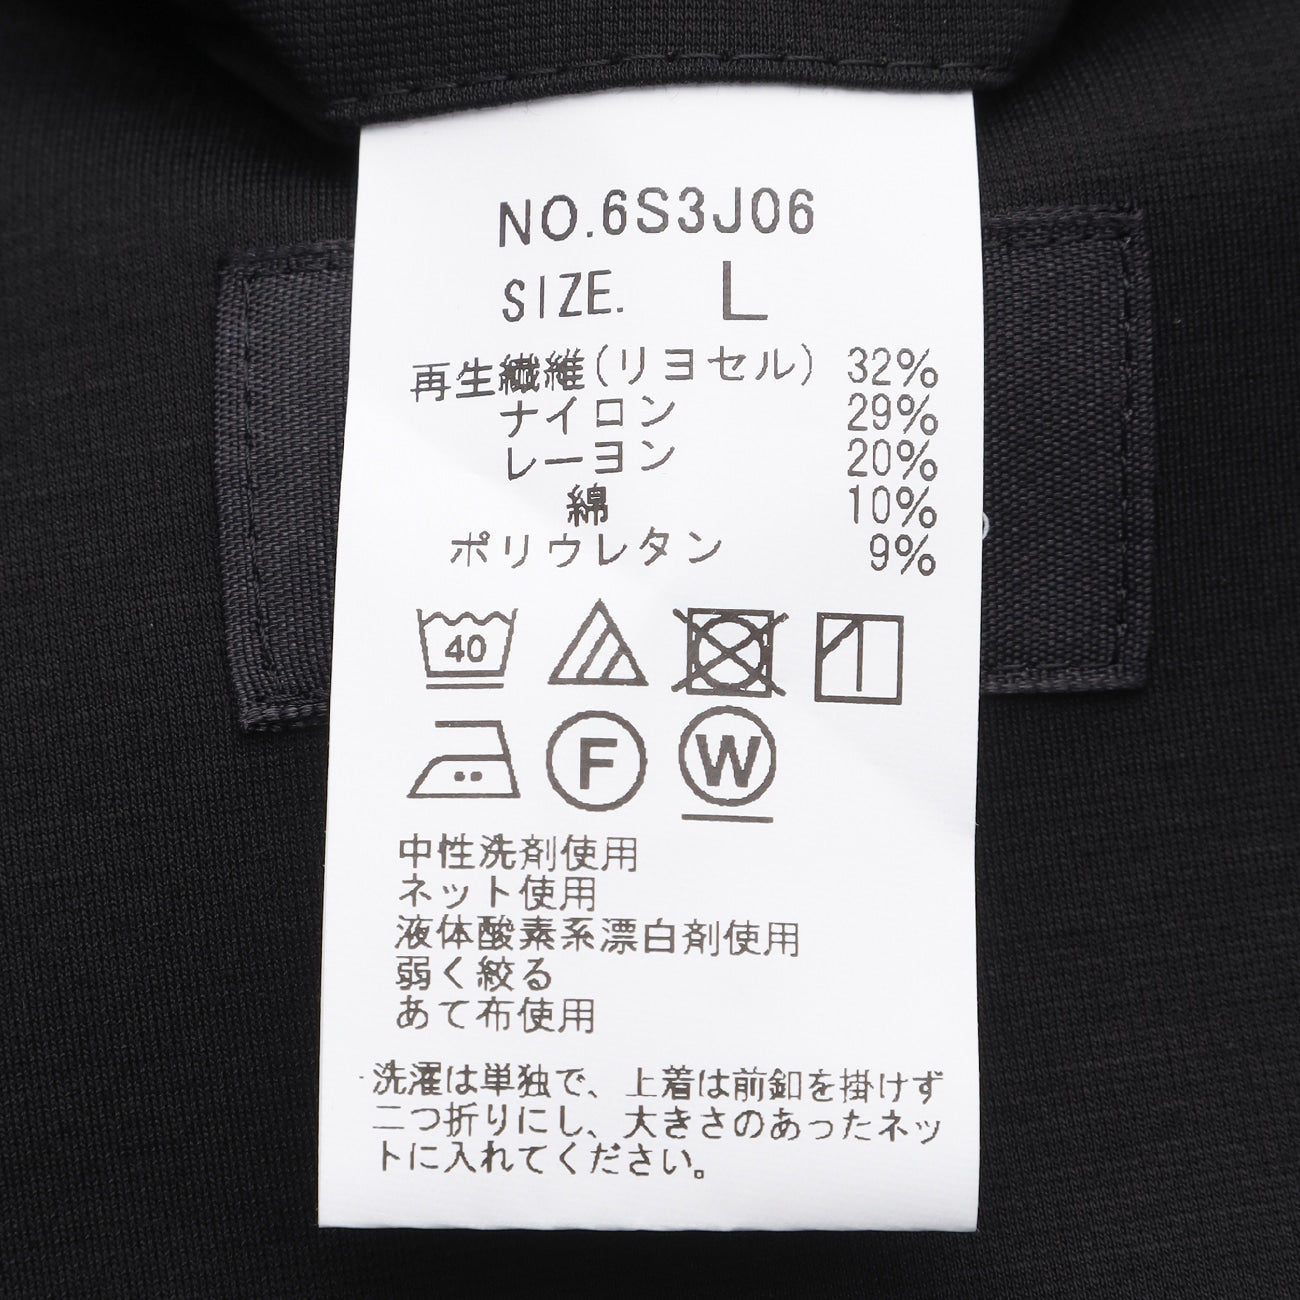 NO.6S3J06
SIZE. L
再生繊維(リヨセル) 32%
ナイロン 29%
レーヨン 20%
綿 10%
ポリウレタン 9%
40
F W
中性洗剤使用
ネット使用
液体酸素系漂白剤使用
弱く絞る
あて布使用
洗濯は単独で、上着は前釦を掛けず
二つ折りにし、大きさのあったネッ
トに入れてください。